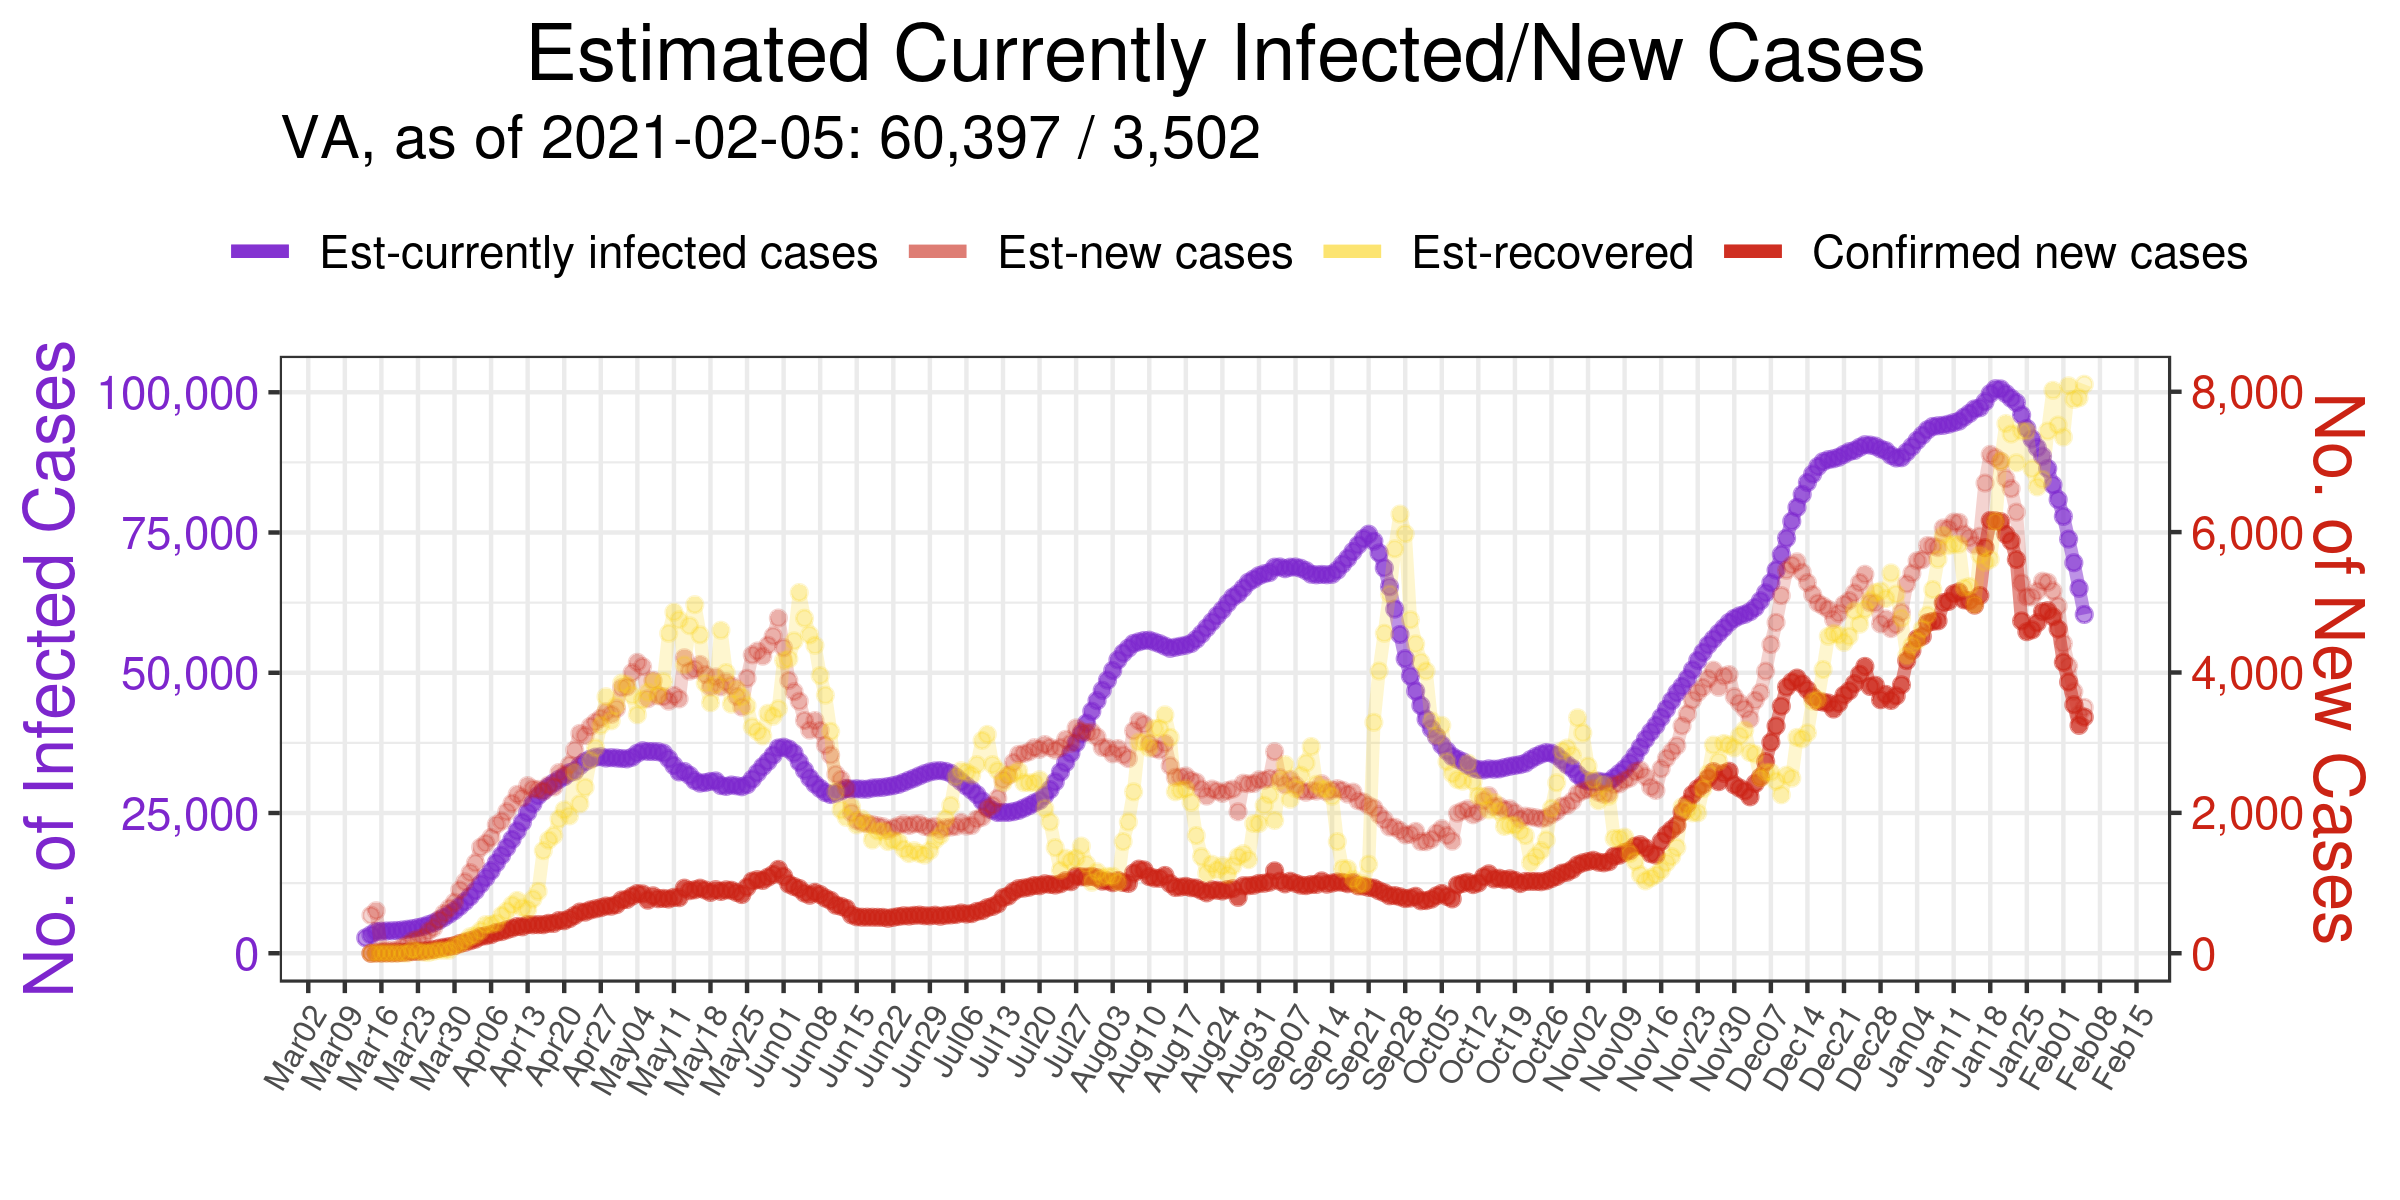 Estimated Currently Infected/New Cases
VA, as of 2021-02-05: 60,397 / 3,502
Est-currently infected cases Est-new cases Est-recovered Confirmed new cases
No. of Infected Cases
100,000
75,000
50,000
25,000
0
8,000
6,000
4,000
2,000
0
No. of New Cases
Mar02 Mar09 Mar16 Mar23 Mar30 Apr06 Apr13 Apr20 Apr27 May04 May11 May18 May25 Jun01 Jun08 Jun15 Jun22 Jun29 Jul06 Jul13 Jul20 Jul27 Aug03 Aug10 Aug17 Aug24 Aug31 Sep07 Sep14 Sep21 Sep28 Oct05 Oct12 Oct19 Oct26 Nov02 Nov09 Nov16 Nov23 Nov30 Dec07 Dec14 Dec21 Dec28 Jan04 Jan11 Jan18 Jan25 Feb01 Feb08 Feb15